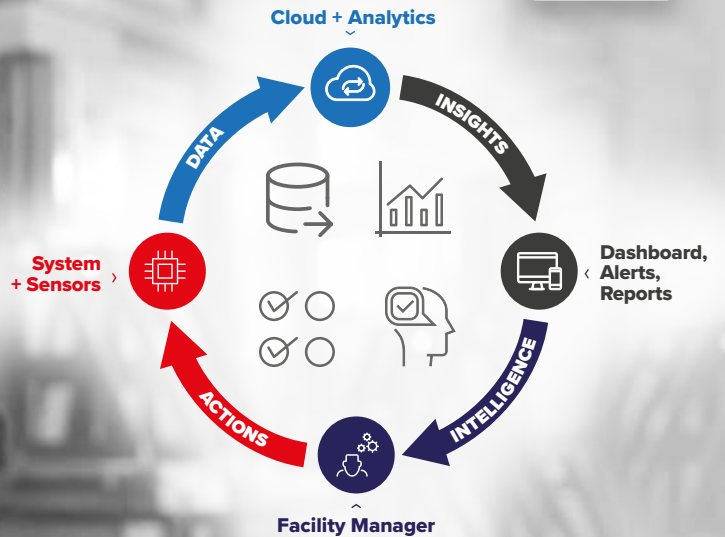 Cloud + Analytics
DATA
INSIGHTS
System
+ Sensors
Dashboard,
Alerts,
Reports
ACTIONS
INTELLIGENCE
Facility Manager